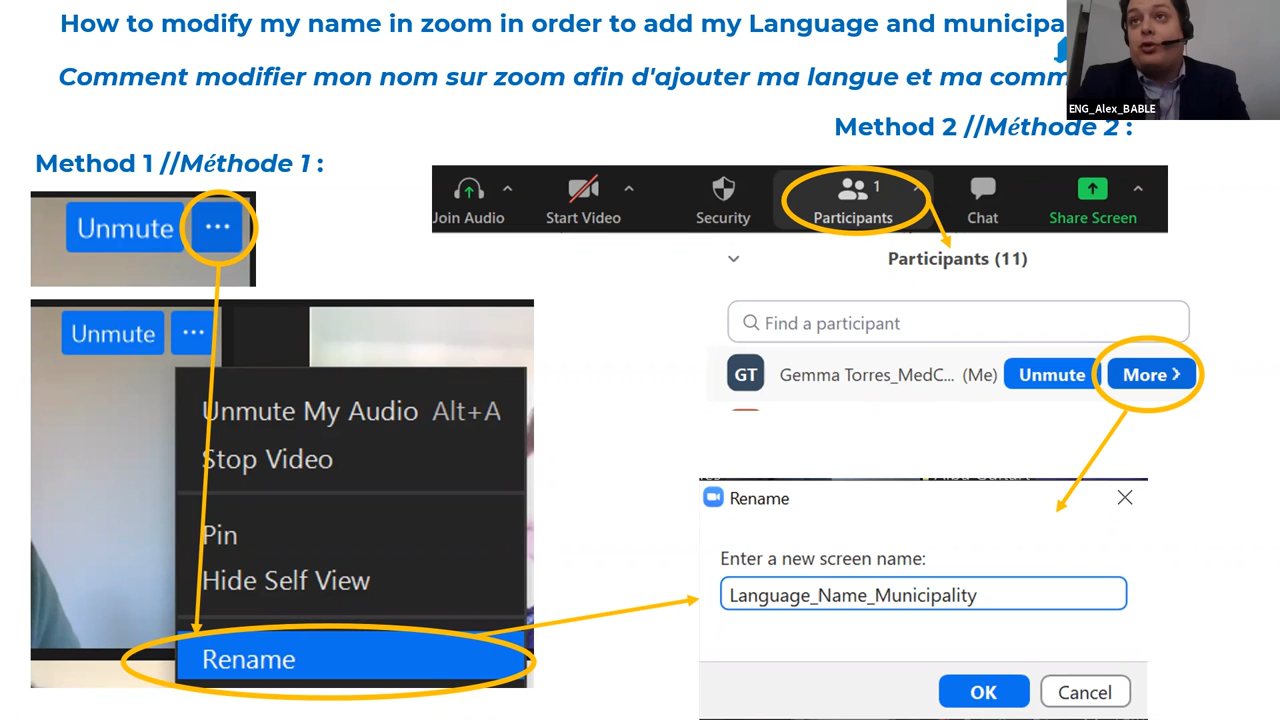 How to modify my name in zoom in order to add my Language and municipa
Comment modifier mon nom sur zoom afin d'ajouter ma langue et ma comm
ENG_Alex_BABLE
Method 1 //Méthode 1 :
Unmute ...
Unmute ...
Unmute My Audio Alt+A
Stop Video
Pin
Hide Self View
Rename
Method 2 //Méthode 2 :
Join Audio Start Video Security Participants 1 Chat Share Screen
Participants (11)
Find a participant
GT Gemma Torres_MedC... (Me) Unmute More
Rename
Enter a new screen name:
Language_Name_Municipality
OK Cancel